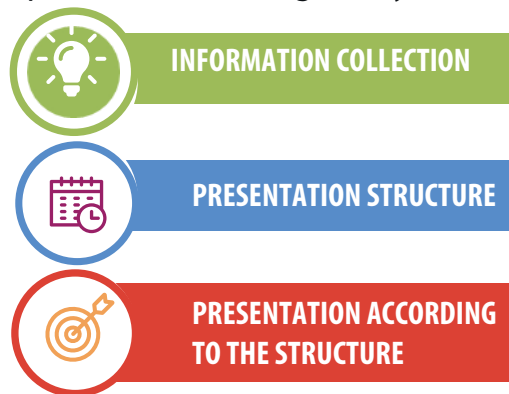 INFORMATION COLLECTION
PRESENTATION STRUCTURE
PRESENTATION ACCORDING
TO THE STRUCTURE